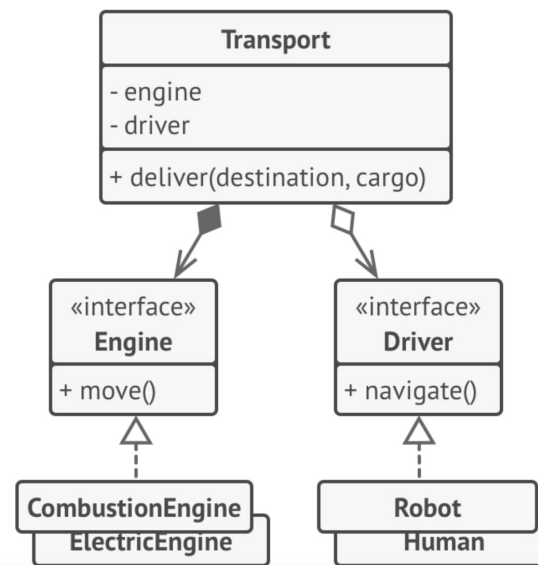 Transport
- engine
- driver
+ deliver(destination, cargo)
«interface»
Engine
+ move()
«interface»
Driver
+ navigate()
CombustionEngine
ElectricEngine
Robot
Human